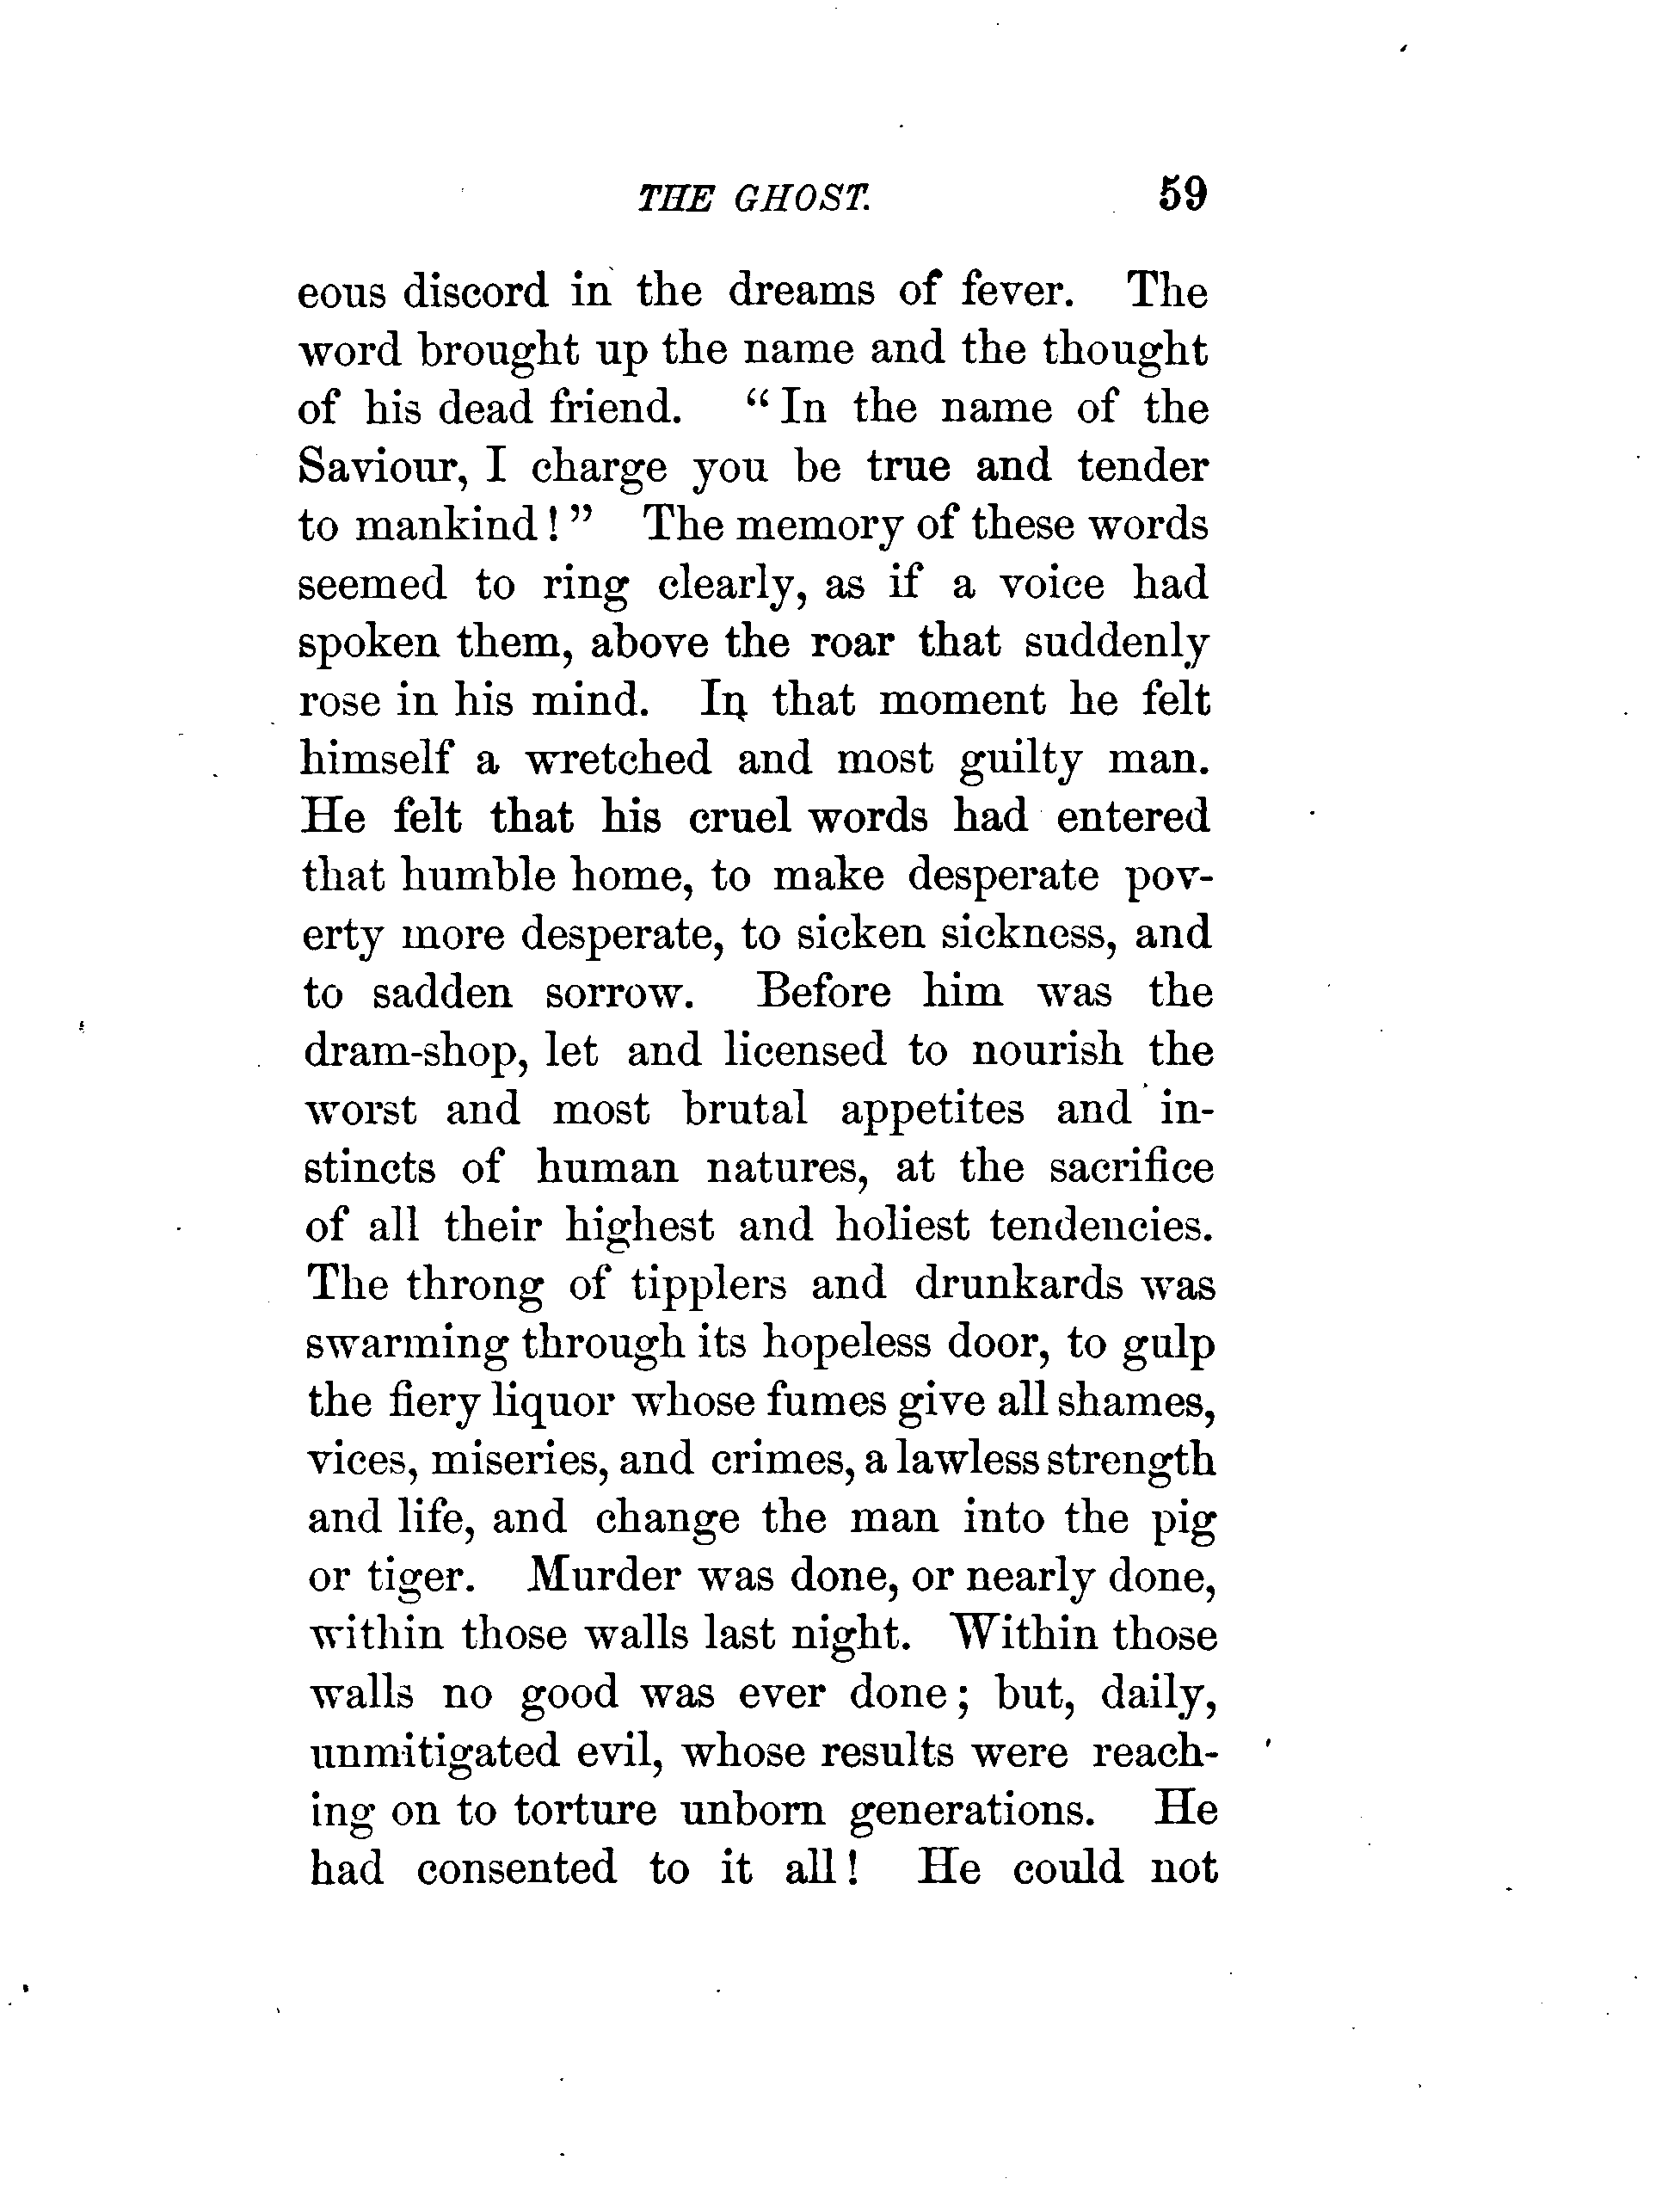 THE GHOST. 59
eous discord in the dreams of fever. The
word brought up the name and the thought
of his dead friend. “In the name of the
Saviour, I charge you be true and tender
to mankind!” The memory of these words
seemed to ring clearly, as if a voice had
spoken them, above the roar that suddenly
rose in his mind. In that moment he felt
himself a wretched and most guilty man.
He felt that his cruel words had entered
that humble home, to make desperate pov-
erty more desperate, to sicken sickness, and
to sadden sorrow. Before him was the
dram-shop, let and licensed to nourish the
worst and most brutal appetites and in-
stincts of human natures, at the sacrifice
of all their highest and holiest tendencies.
The throng of tipplers and drunkards was
swarming through its hopeless door, to gulp
the fiery liquor whose fumes give all shames,
vices, miseries, and crimes, a lawless strength
and life, and change the man into the pig
or tiger. Murder was done, or nearly done,
within those walls last night. Within those
walls no good was ever done; but, daily,
unmitigated evil, whose results were reach-
ing on to torture unborn generations. He
had consented to it all! He could not